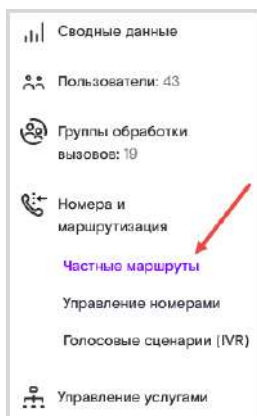 Сводные данные
Пользователи: 43
Группы обработки
вызовов: 19
Номера и
маршрутизация
Частные маршруты
Управление номерами
Голосовые сценарии (IVR)
Управление услугами